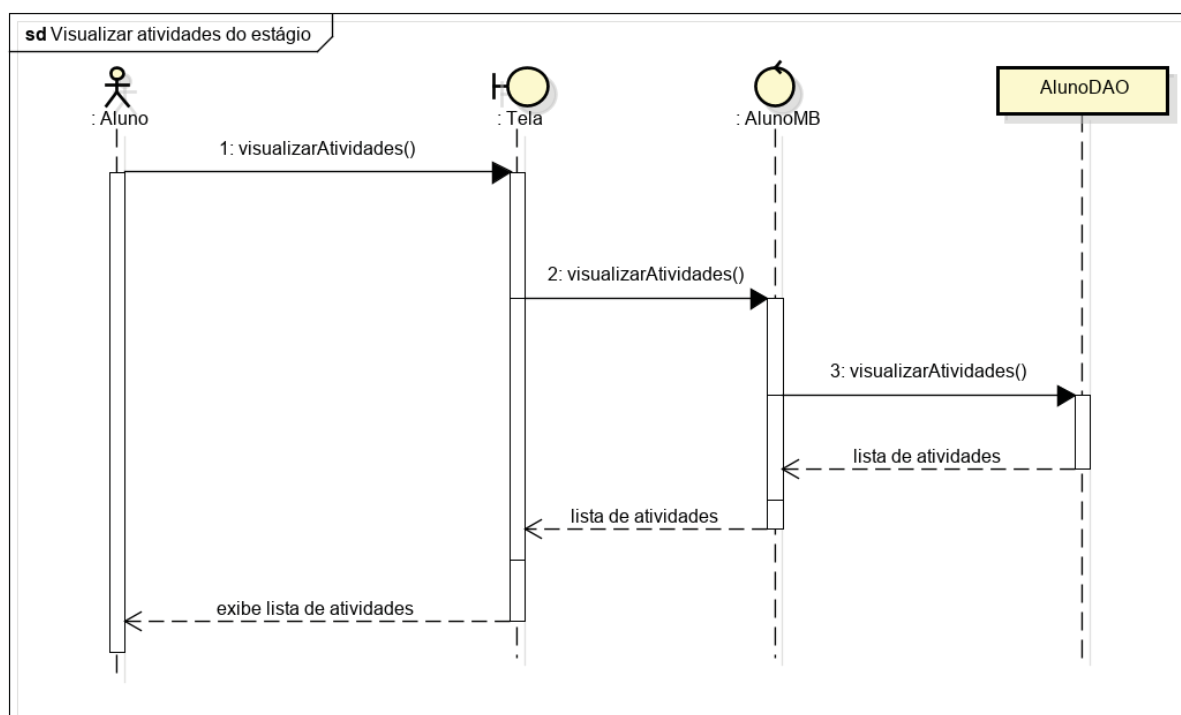 sd Visualizar atividades do estágio
: Aluno
: Tela
: AlunoMB
AlunoDAO
1: visualizarAtividades()
2: visualizarAtividades()
3: visualizarAtividades()
lista de atividades
lista de atividades
exibe lista de atividades